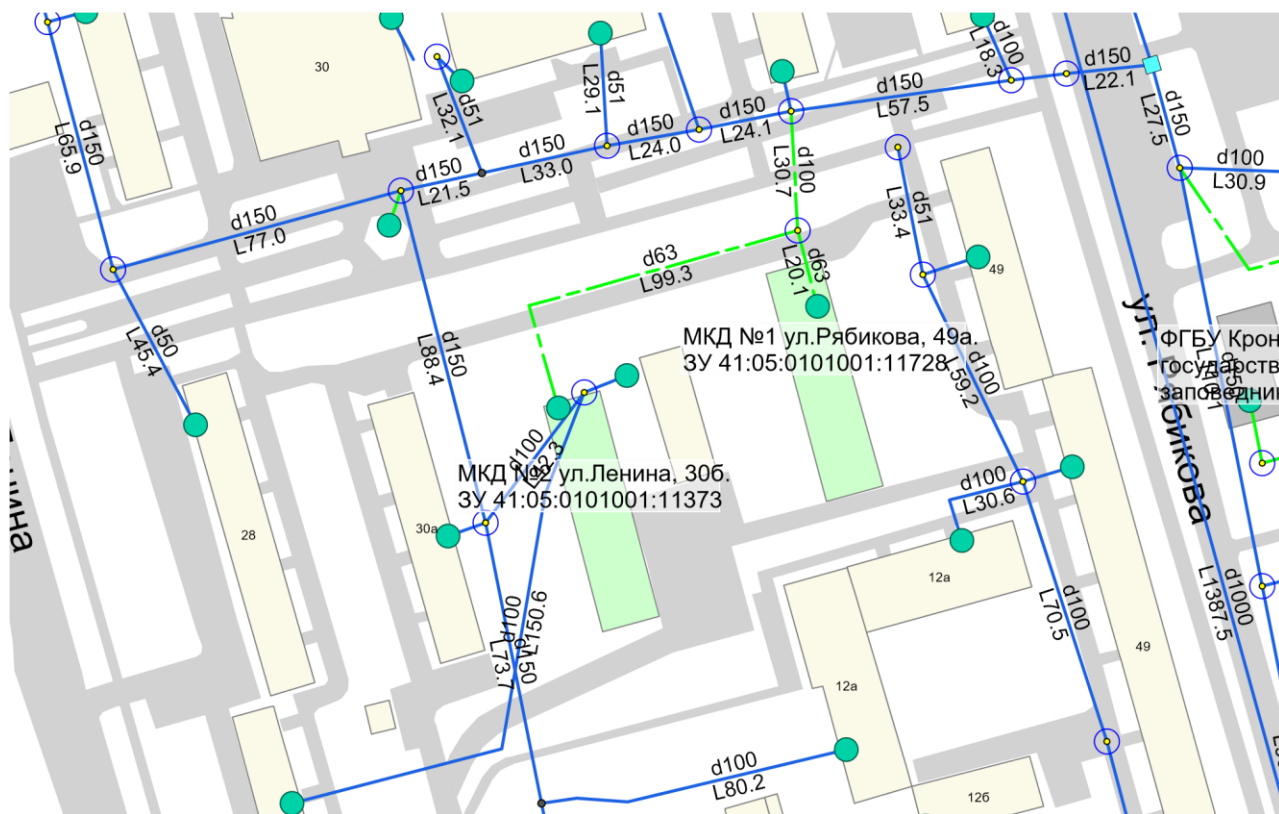 30
d51
L32.1
d51
L29.1
d100
L18.3
d150
L65.9
d150
L22.1
d150
L57.5
d150
L24.1
d150
L24.0
d150
L33.0
d150
L21.5
d150
L27.5
d100
L30.9
d100
L30.7
d51
L33.4
d150
L77.0
d63
L99.3
d63
L20.1
49
d50
L45.4
d150
L88.4
МКД №1 ул.Рябикова, 49а.
ЗУ 41:05:0101001:11728
d100
L59.2
ФГБУ Крон
государств
заповедник
ул. Рябикова
d100
МКД №2 ул.Ленина, 30б.
ЗУ 41:05:0101001:11373
28
30а
d100
L30.6
12а
d100
L70.5
d1000
L1387.5
L150.6
d100
d150
L73.7
49
12а
d100
L80.2
12б